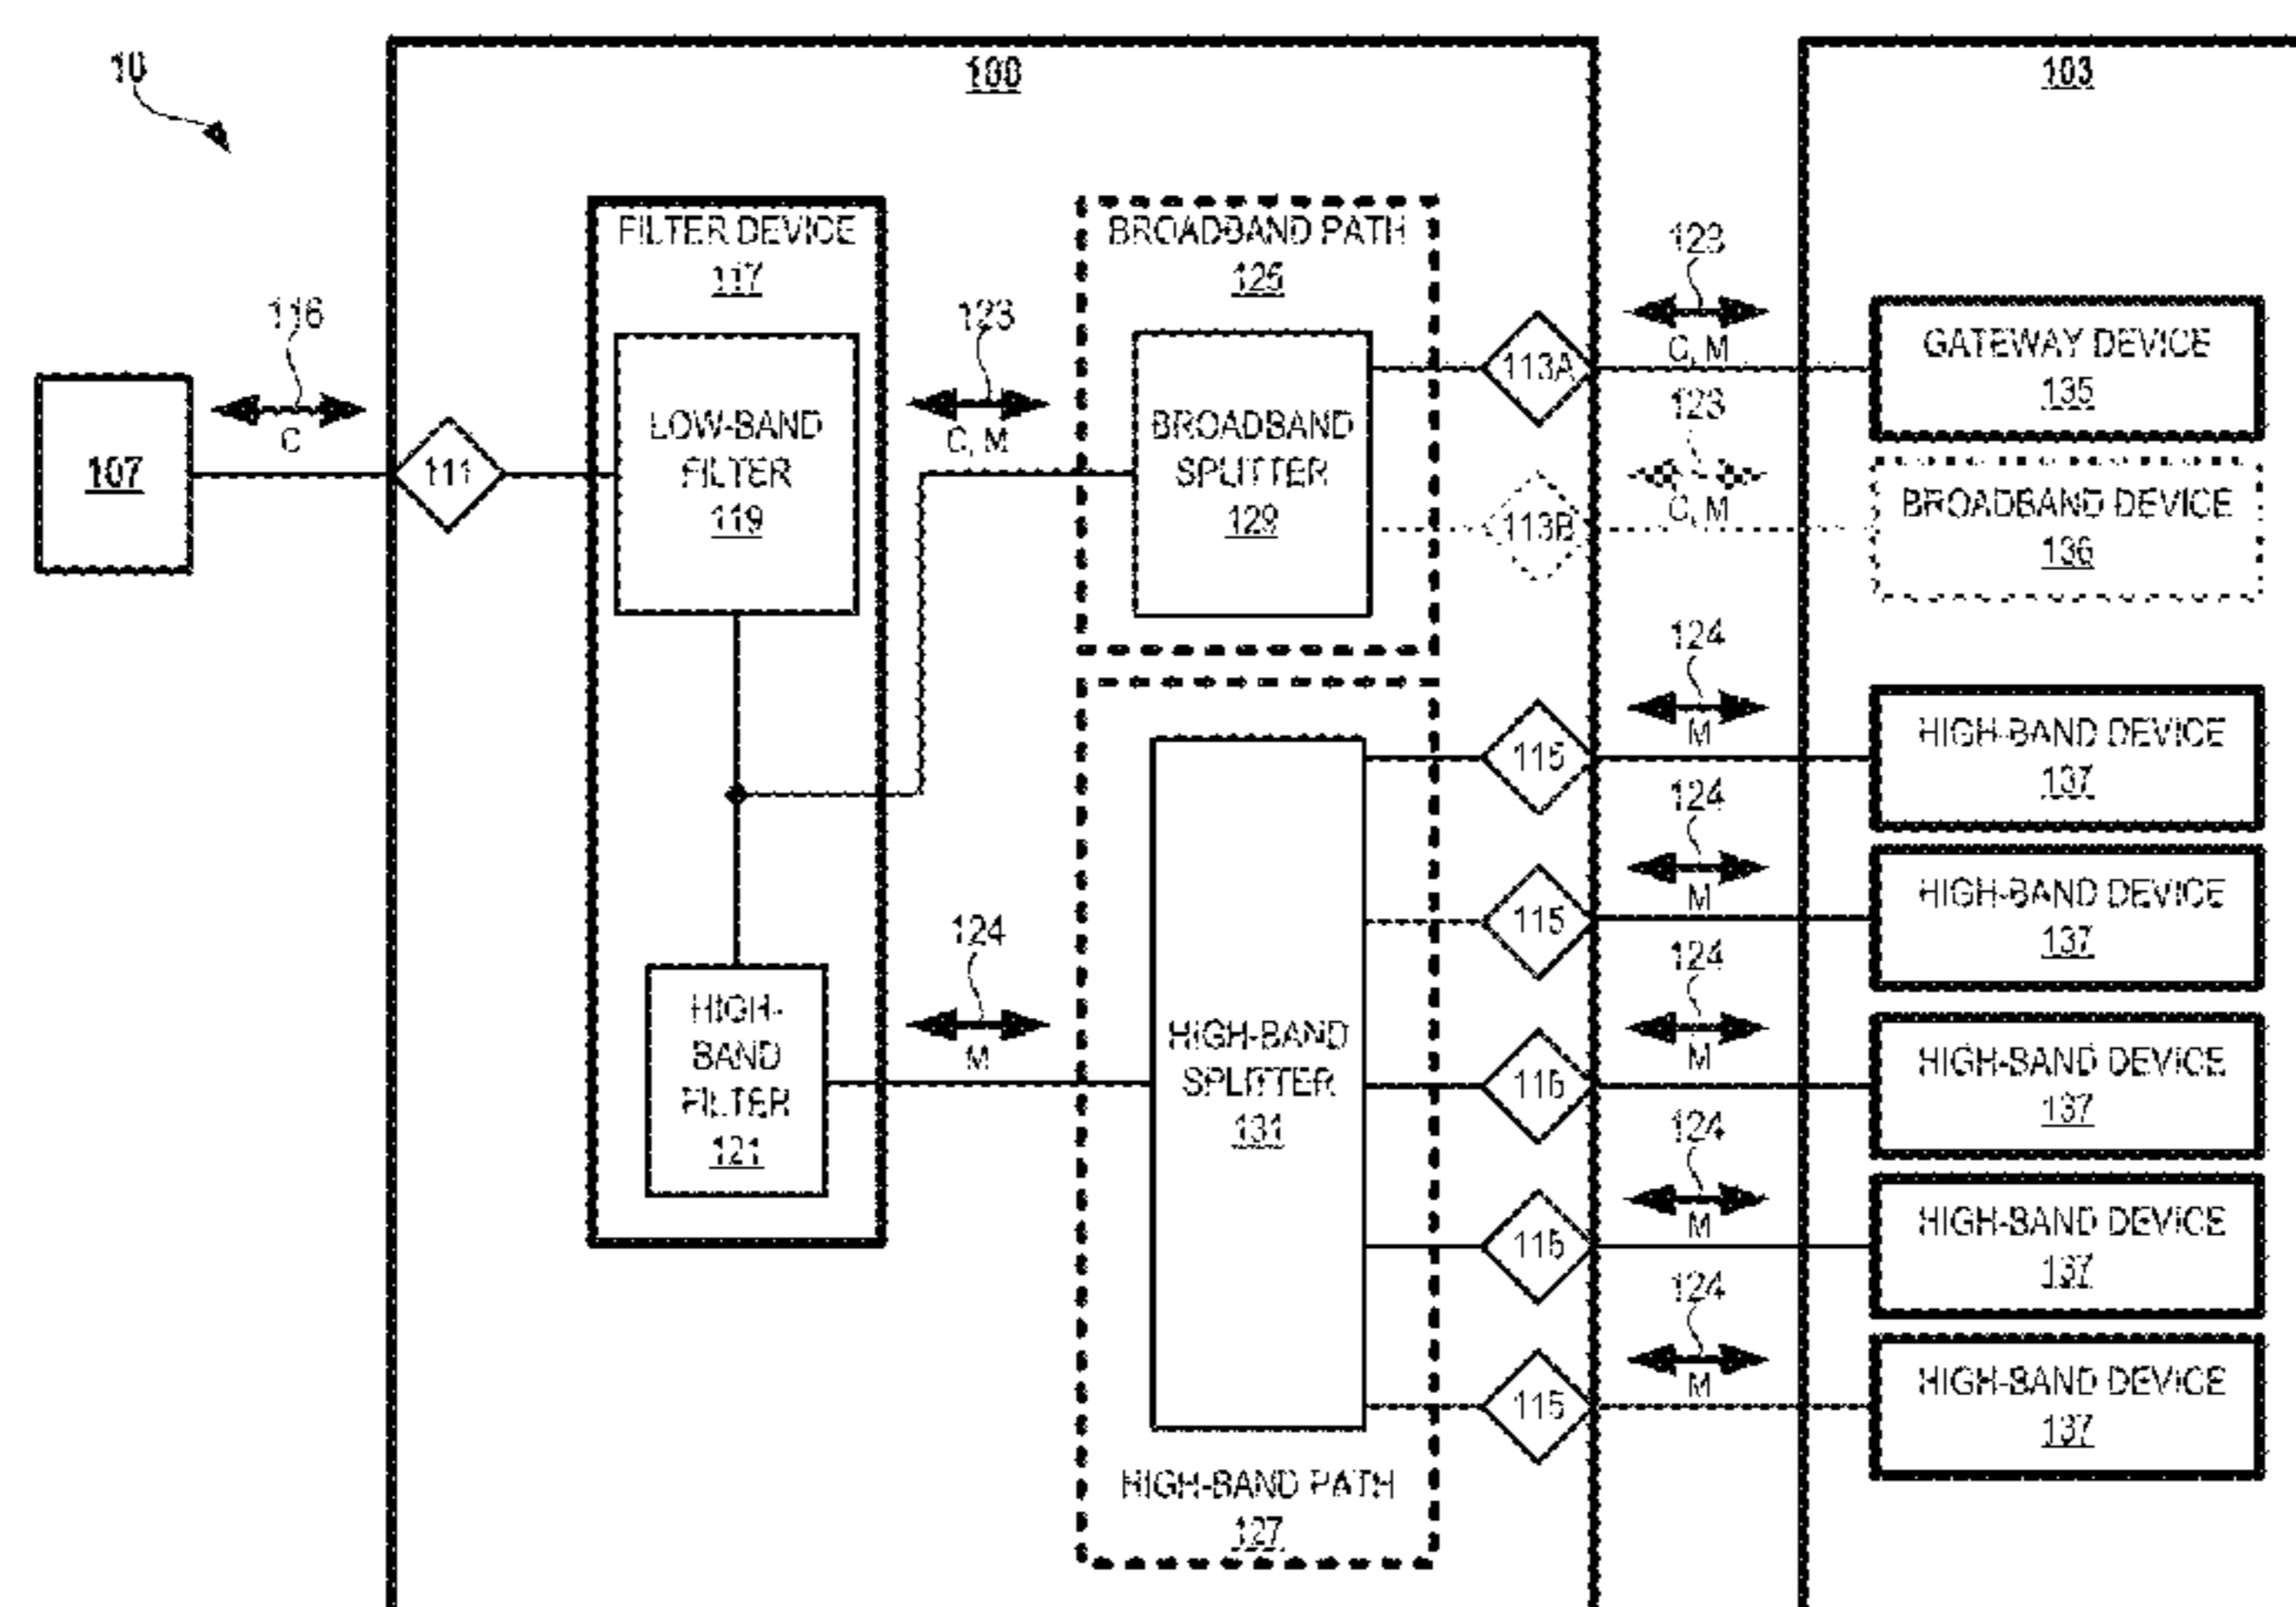 10
100
103
FILTER DEVICE
117
BROADBAND PATH
125
116
C
107
111
LOW-BAND
FILTER
119
123
C, M
BROADBAND
SPLITTER
129
113A
123
C, M
GATEWAY DEVICE
135
113B
123
C, M
BROADBAND DEVICE
136
HIGH-
BAND
FILTER
121
124
M
HIGH-BAND
SPLITTER
131
115
124
M
HIGH-BAND DEVICE
137
115
124
M
HIGH-BAND DEVICE
137
115
124
M
HIGH-BAND DEVICE
137
115
124
M
HIGH-BAND DEVICE
137
115
124
M
HIGH-BAND DEVICE
137
HIGH-BAND PATH
127